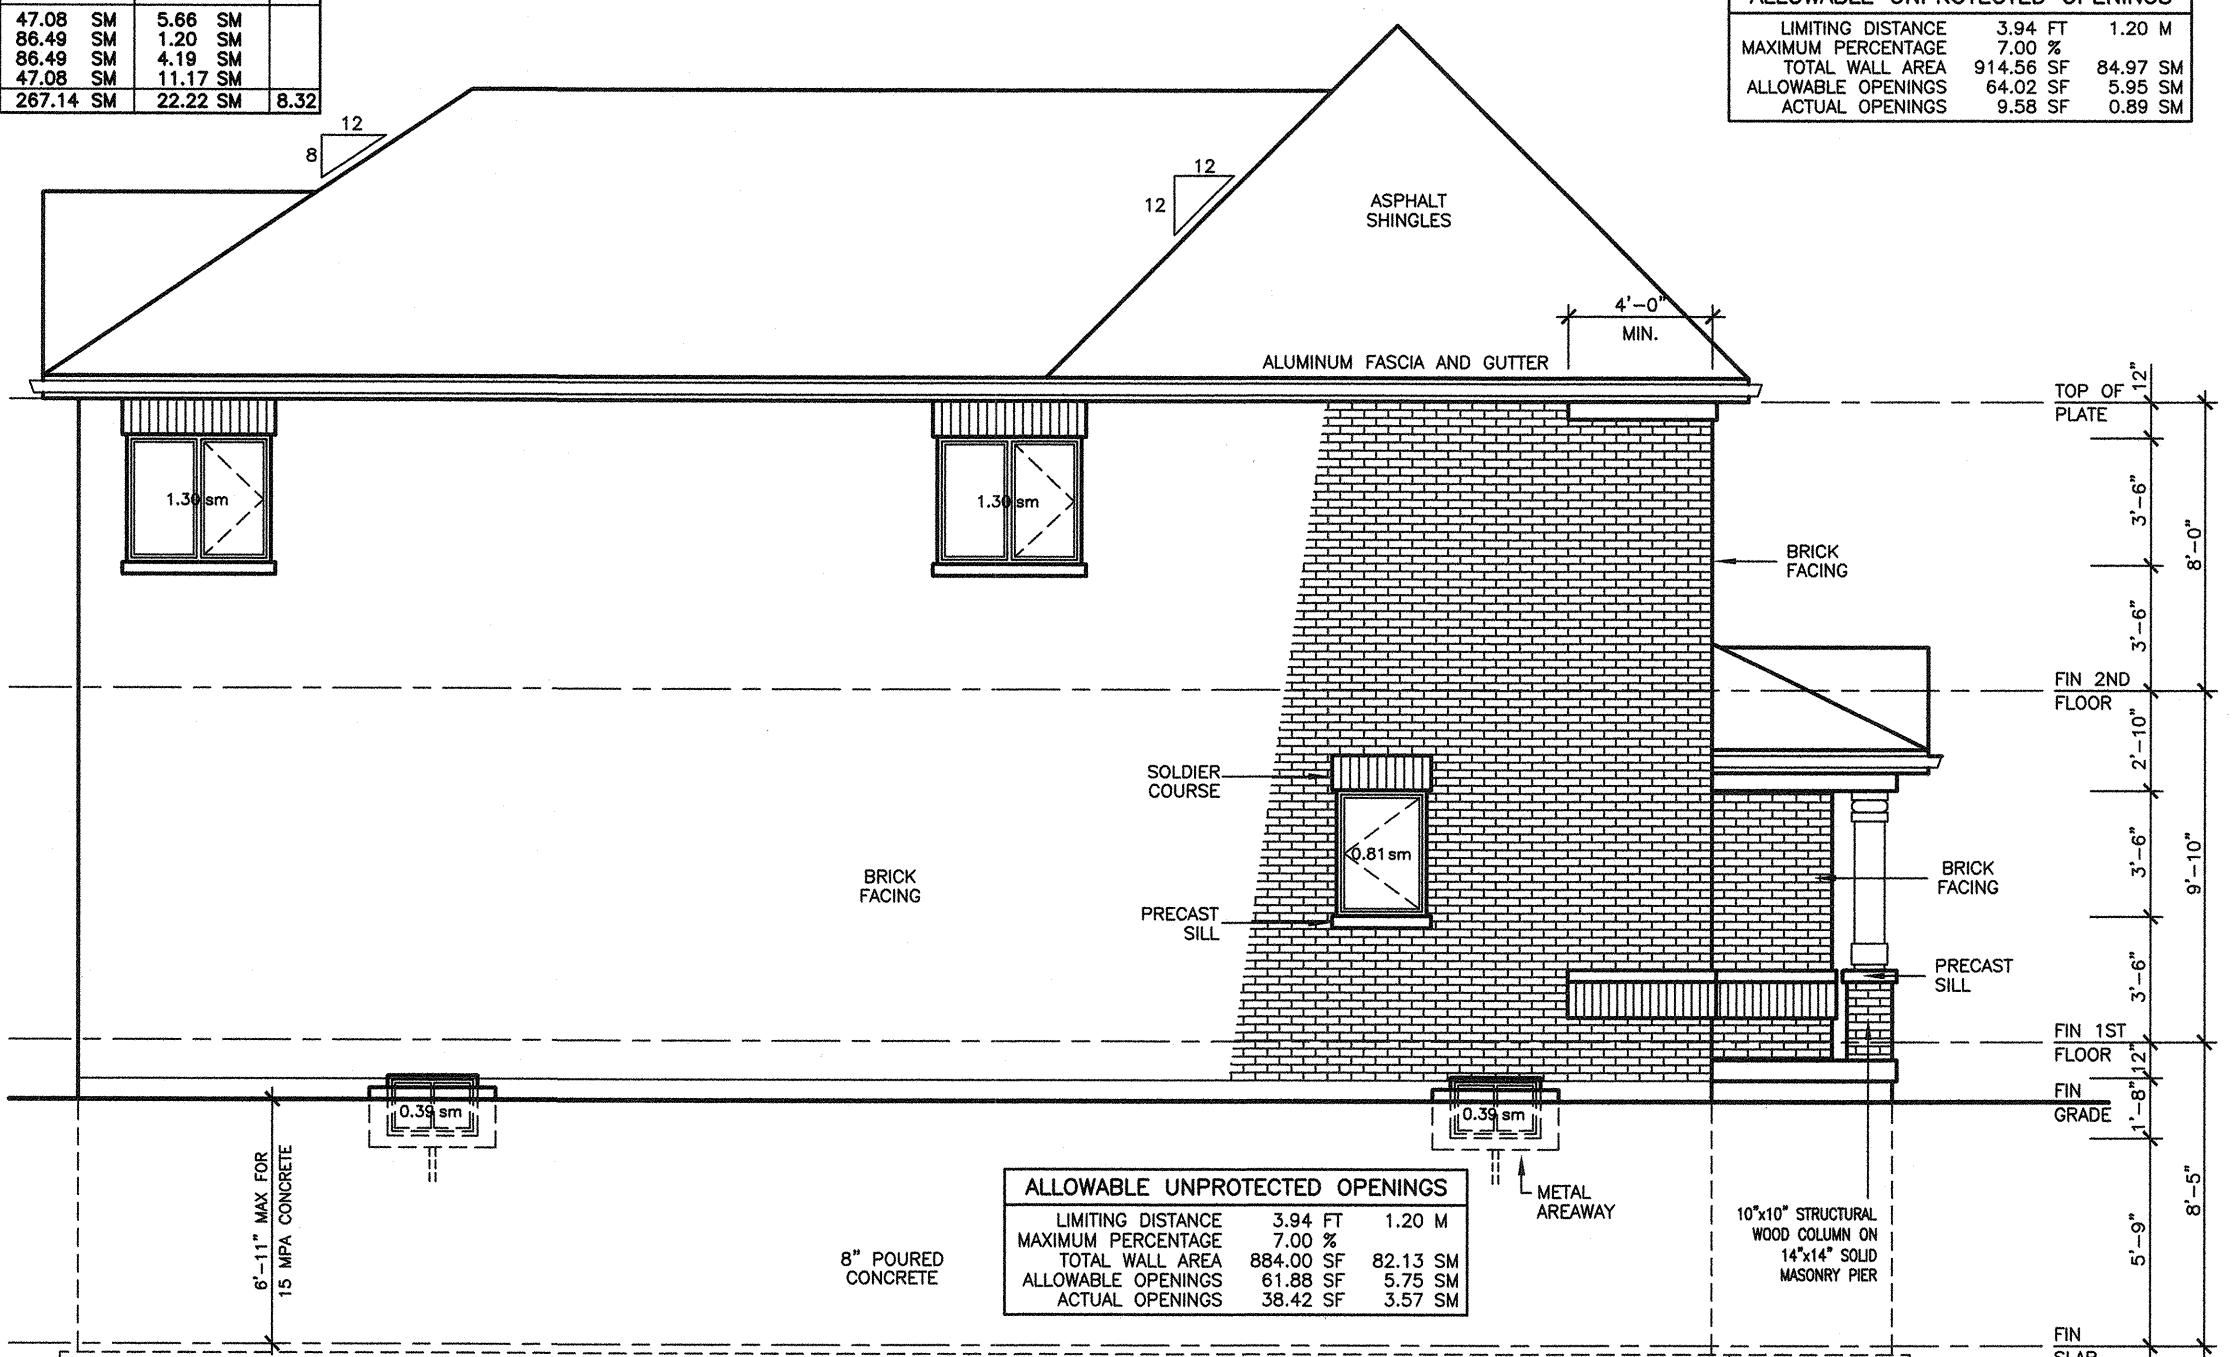 47.08 SM 5.66 SM
86.49 SM 1.20 SM
86.49 SM 4.19 SM
47.08 SM 11.17 SM
267.14 SM 22.22 SM 8.32
ALLOWABLE UNPROTECTED OPENINGS
LIMITING DISTANCE 3.94 FT 1.20 M
MAXIMUM PERCENTAGE 7.00 %
TOTAL WALL AREA 914.56 SF 84.97 SM
ALLOWABLE OPENINGS 64.02 SF 5.95 SM
ACTUAL OPENINGS 9.58 SF 0.89 SM
12
8
12
12
ASPHALT
SHINGLES
4'-0"
MIN.
ALUMINUM FASCIA AND GUTTER
12"
TOP OF
PLATE
1.30 sm
1.30 sm
3'-6"
8'-0"
BRICK
FACING
3'-6"
FIN 2ND
FLOOR
2'-10"
SOLDIER
COURSE
0.81 sm
3'-6"
9'-10"
BRICK
FACING
BRICK
FACING
PRECAST
SILL
PRECAST
SILL
3'-6"
FIN 1ST
FLOOR
12"
FIN
GRADE
1'-8"
0.39 sm
0.39 sm
6'-11" MAX FOR
15 MPA CONCRETE
METAL
AREAWAY
8" POURED
CONCRETE
ALLOWABLE UNPROTECTED OPENINGS
LIMITING DISTANCE 3.94 FT 1.20 M
MAXIMUM PERCENTAGE 7.00 %
TOTAL WALL AREA 884.00 SF 82.13 SM
ALLOWABLE OPENINGS 61.88 SF 5.75 SM
ACTUAL OPENINGS 38.42 SF 3.57 SM
10"x10" STRUCTURAL
WOOD COLUMN ON
14"x14" SOLID
MASONRY PIER
5'-9"
8'-5"
FIN
SLAB